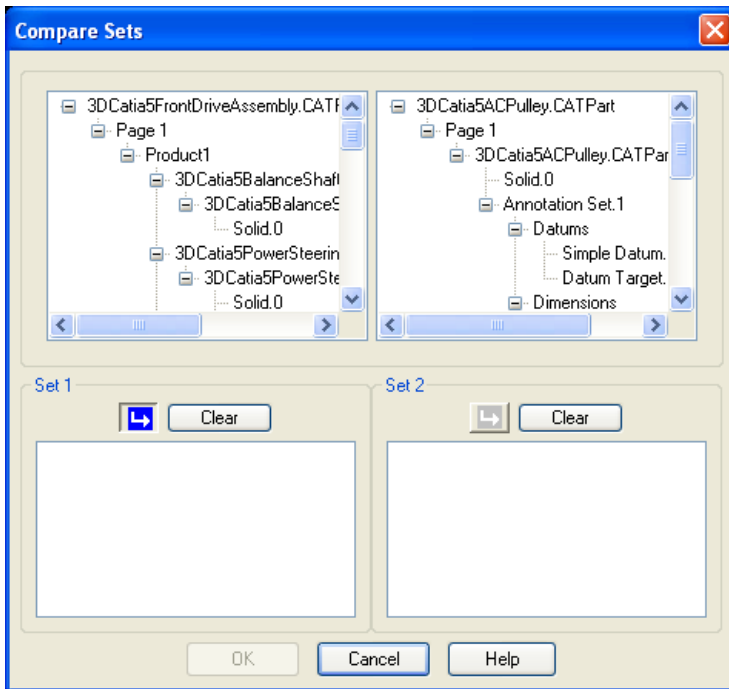 Compare Sets
3DCatia5FrontDriveAssembly.CATF
Page 1
Product1
3DCatia5BalanceShaft
3DCatia5BalanceS
Solid.0
3DCatia5PowerSteerin
3DCatia5PowerSte
Solid.0
3DCatia5ACPulley.CATPart
Page 1
3DCatia5ACPulley.CATPar
Solid.0
Annotation Set.1
Datums
Simple Datum.
Datum Target.
Dimensions
Set 1
Clear
Set 2
Clear
OK
Cancel
Help